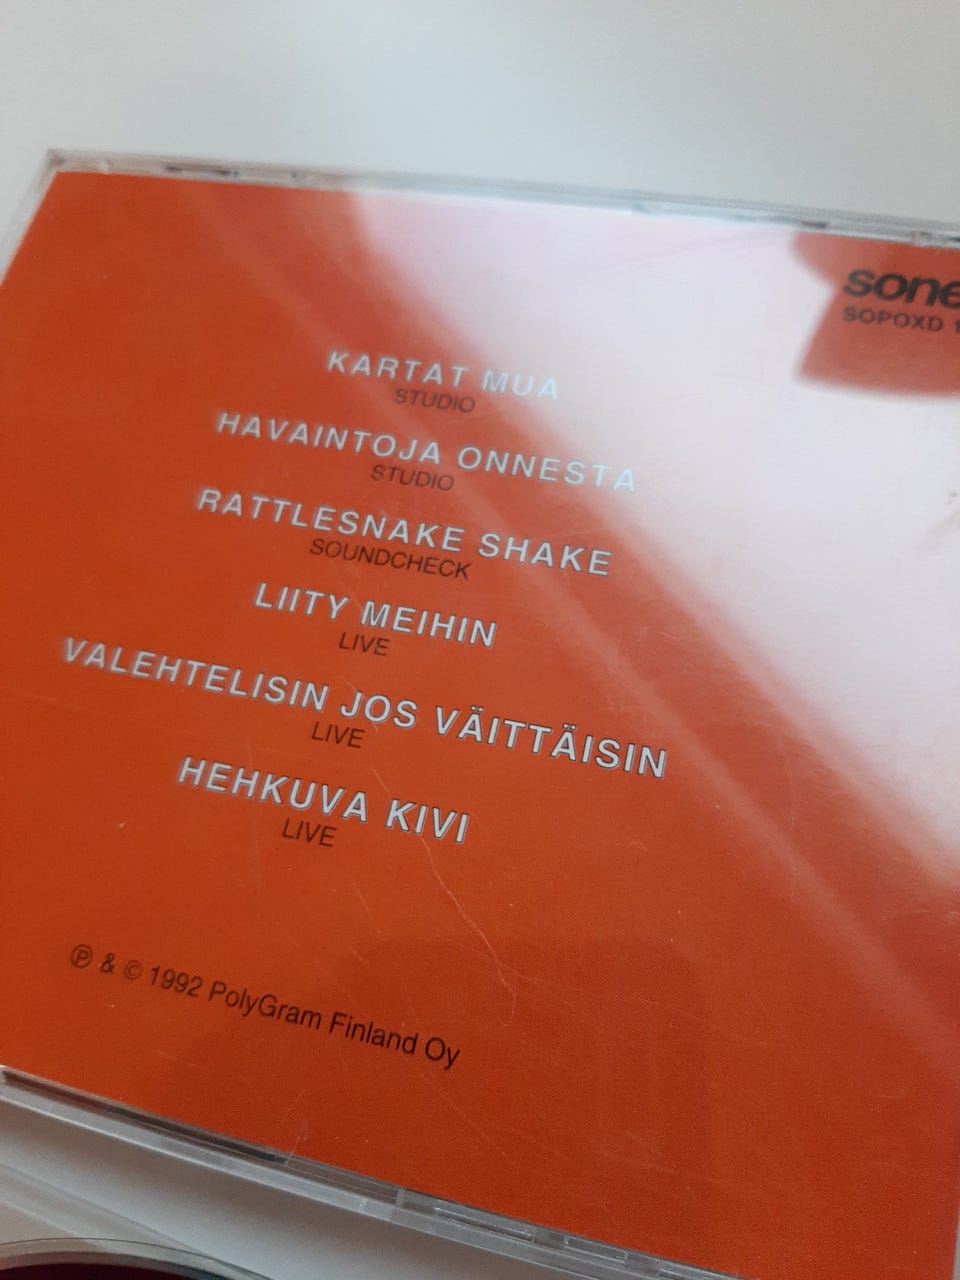 sone
SOPOXD 1
KARTAT MUA
STUDIO
HAVAINTOJA ONNESTA
STUDIO
RATTLESNAKE SHAKE
SOUNDCHECK
LIITY MEIHIN
LIVE
VALEHTELISIN JOS VÄITTÄISIN
LIVE
HEHKUVA KIVI
LIVE
℗ & © 1992 PolyGram Finland Oy